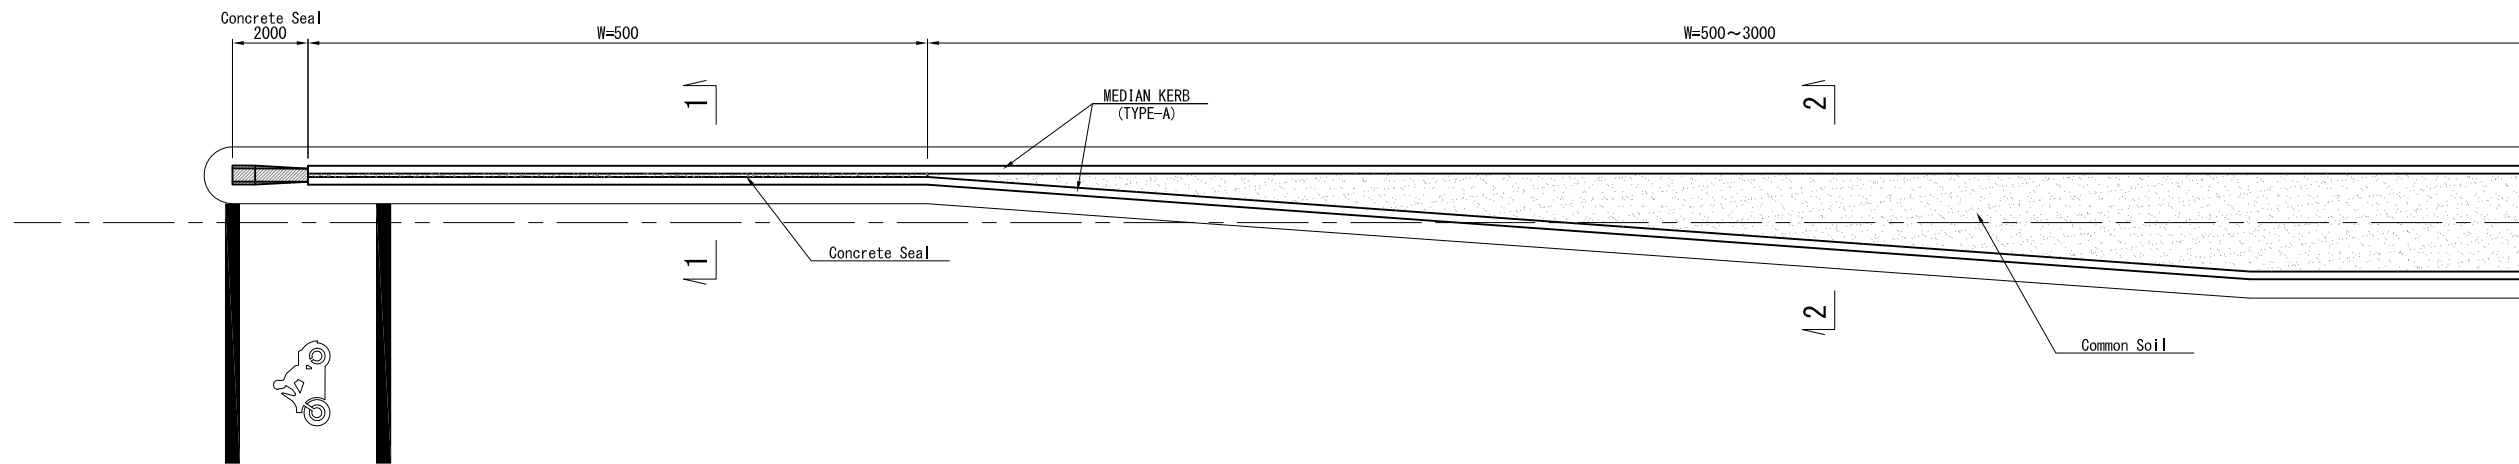 Concrete Seal
2000
W=500
W=500～3000
1
MEDIAN KERB
(TYPE-A)
2
1
Concrete Seal
2
Common Soil